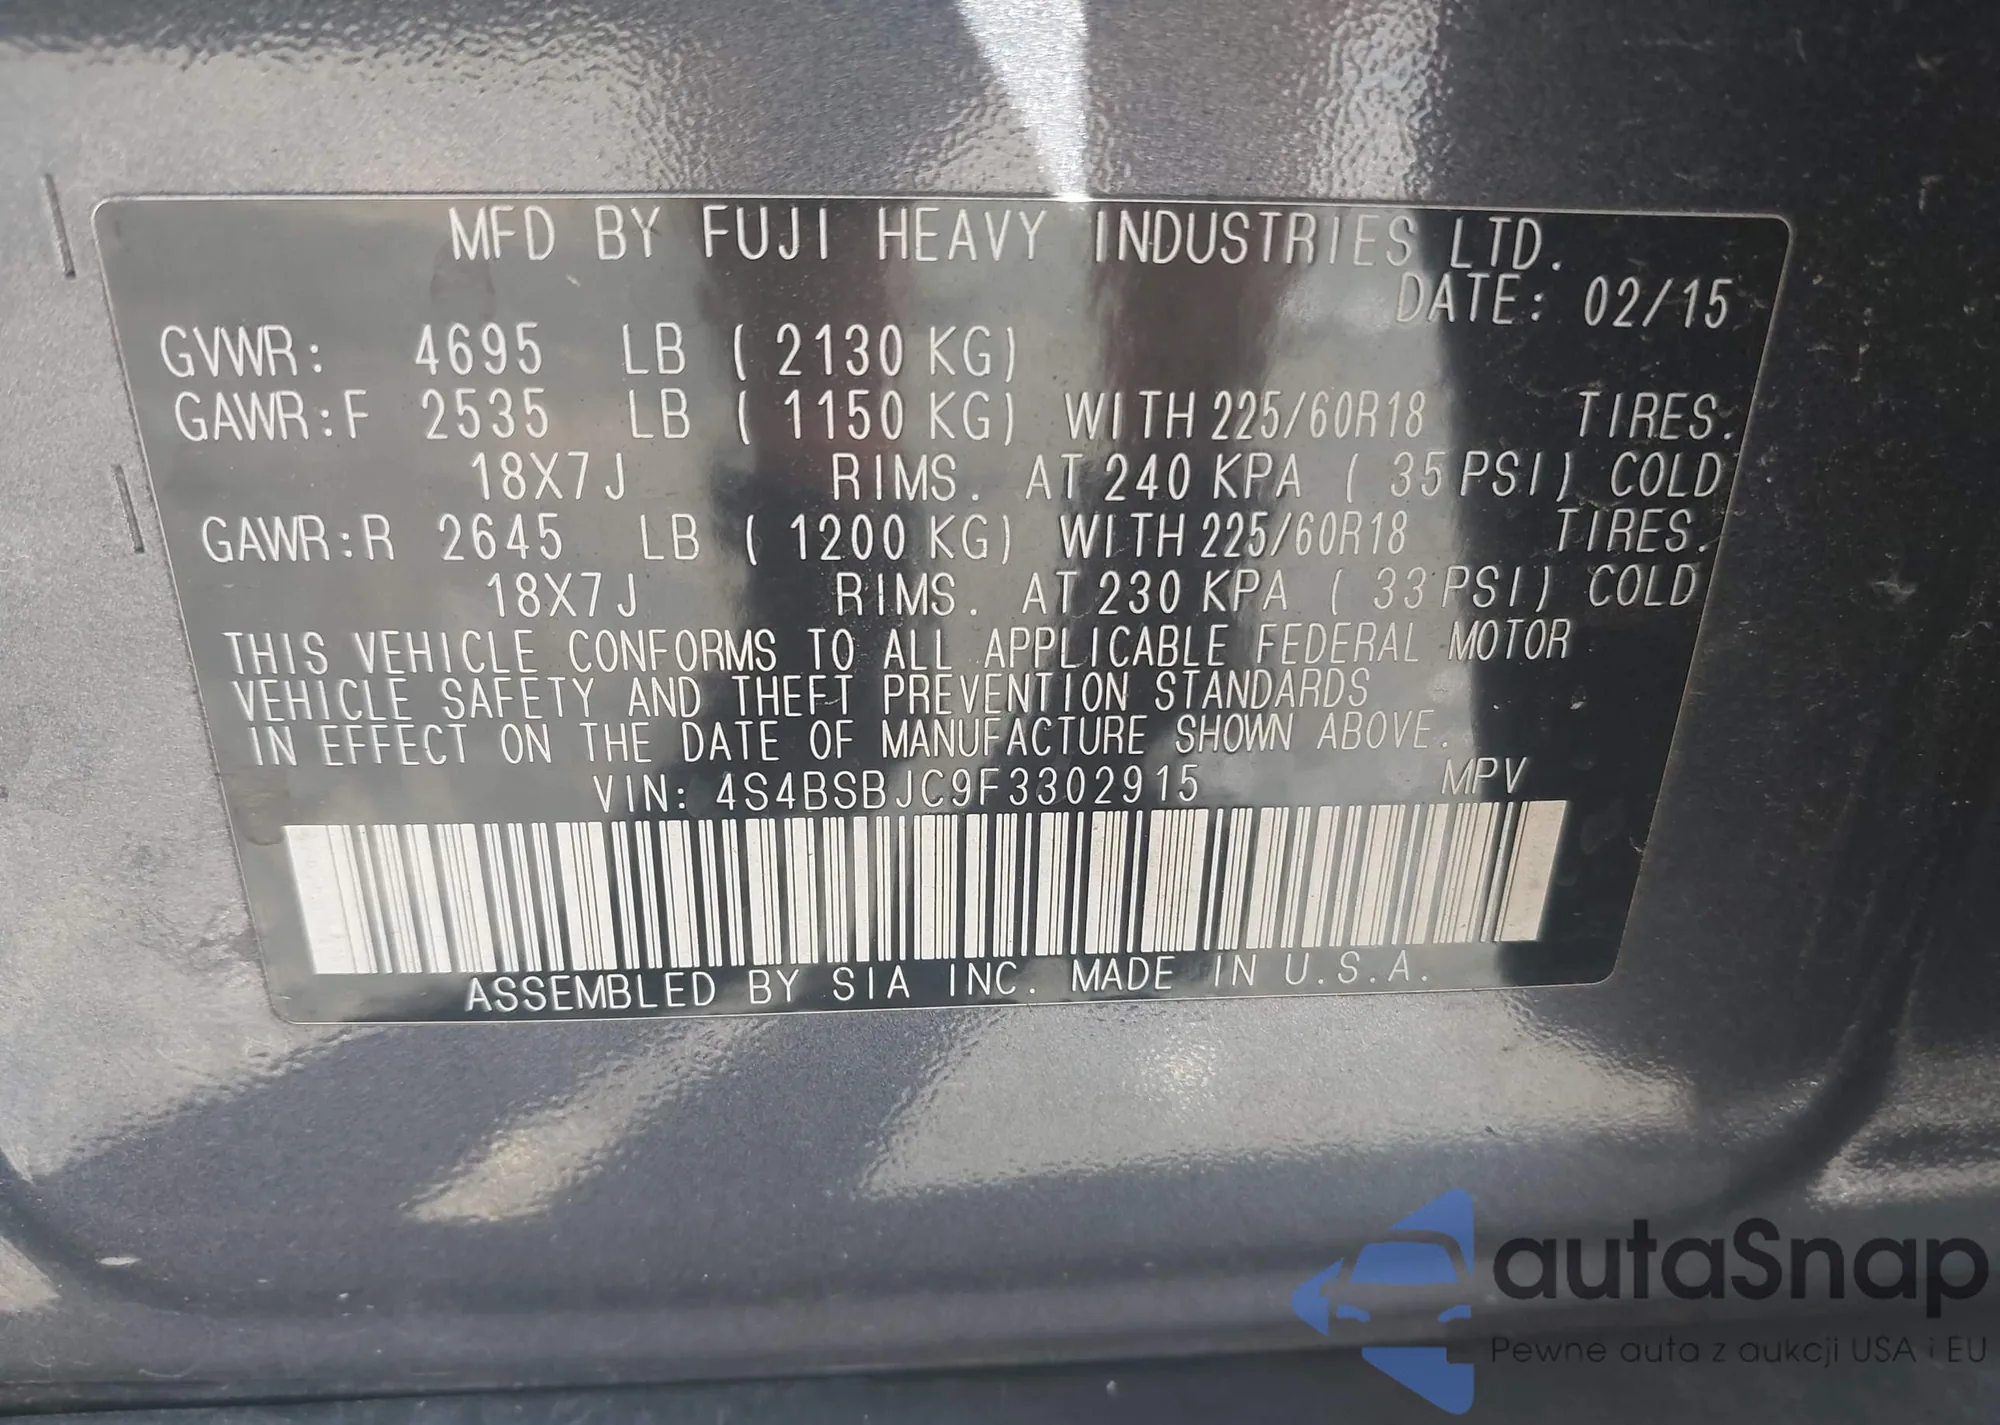 MFD BY FUJI HEAVY INDUSTRIES LTD.
DATE: 02/15
GVWR: 4695 LB ( 2130 KG)
GAWR:F 2535 LB ( 1150 KG) WITH 225/60R18 TIRES.
18X7J RIMS. AT 240 KPA ( 35 PSI) COLD
GAWR:R 2645 LB ( 1200 KG) WITH 225/60R18 TIRES.
18X7J RIMS. AT 230 KPA ( 33 PSI) COLD
THIS VEHICLE CONFORMS TO ALL APPLICABLE FEDERAL MOTOR
VEHICLE SAFETY AND THEFT PREVENTION STANDARDS
IN EFFECT ON THE DATE OF MANUFACTURE SHOWN ABOVE.
VIN: 4S4BSBJC9F3302915 MPV
ASSEMBLED BY SIA INC. MADE IN U.S.A.
autaSnap
Pewne auta z aukcji USA i EU